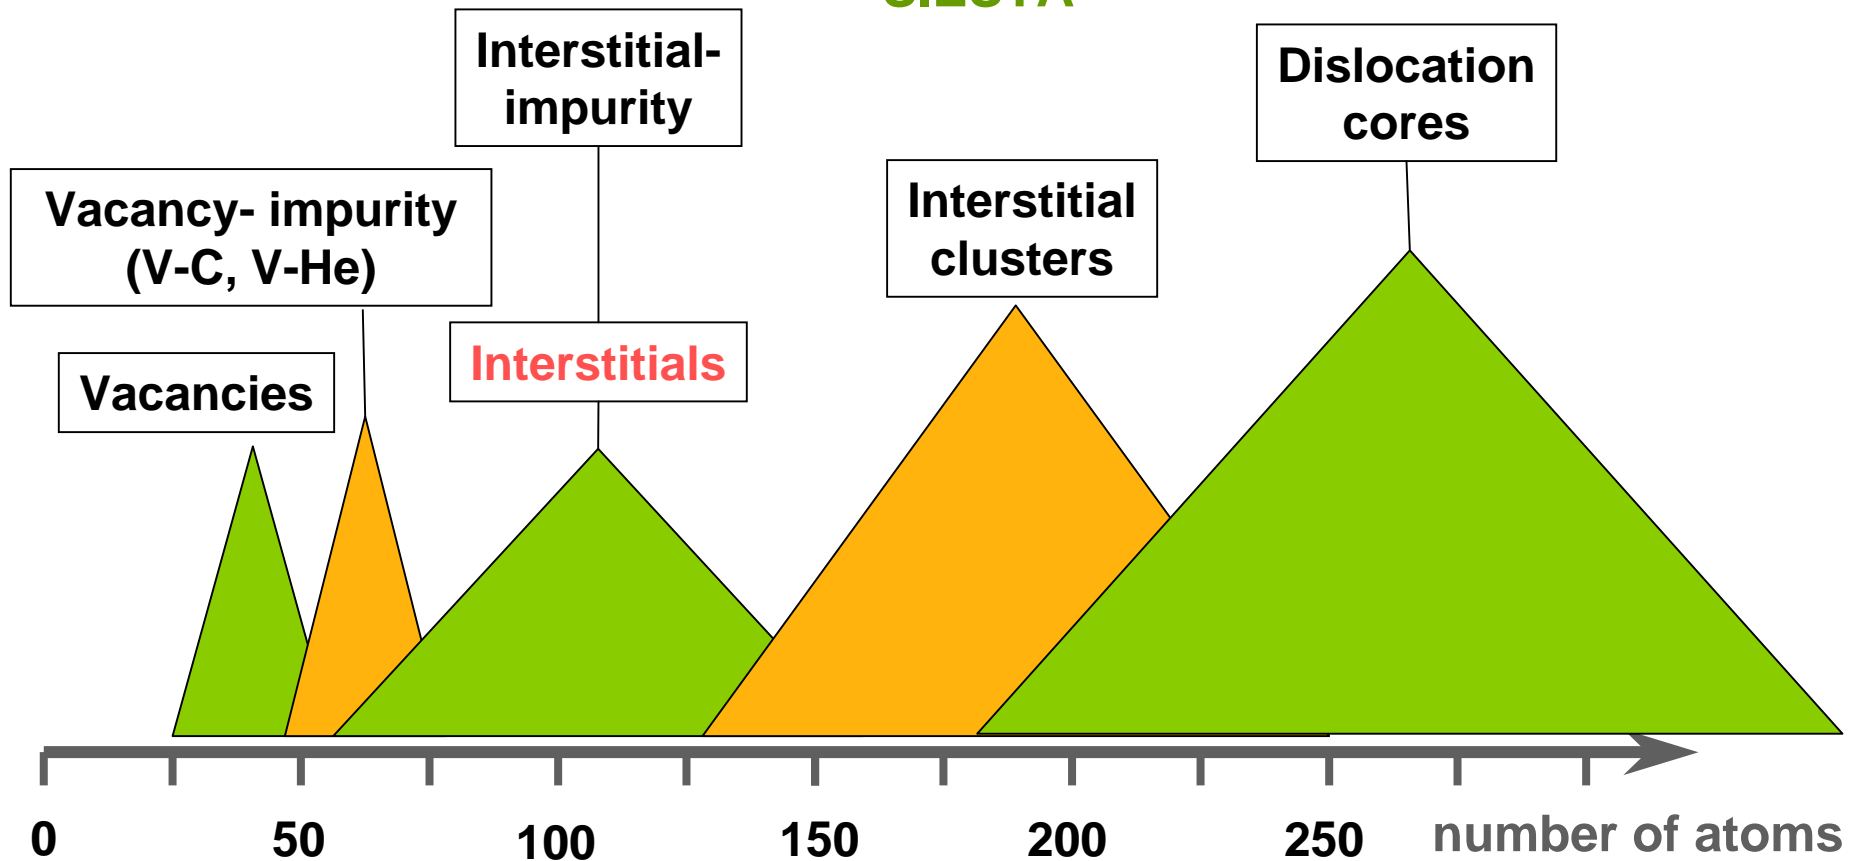 SIESTA
Interstitial-
impurity
Dislocation
cores
Vacancy- impurity
(V-C, V-He)
Interstitial
clusters
Interstitials
Vacancies
0
50
100
150
200
250
number of atoms